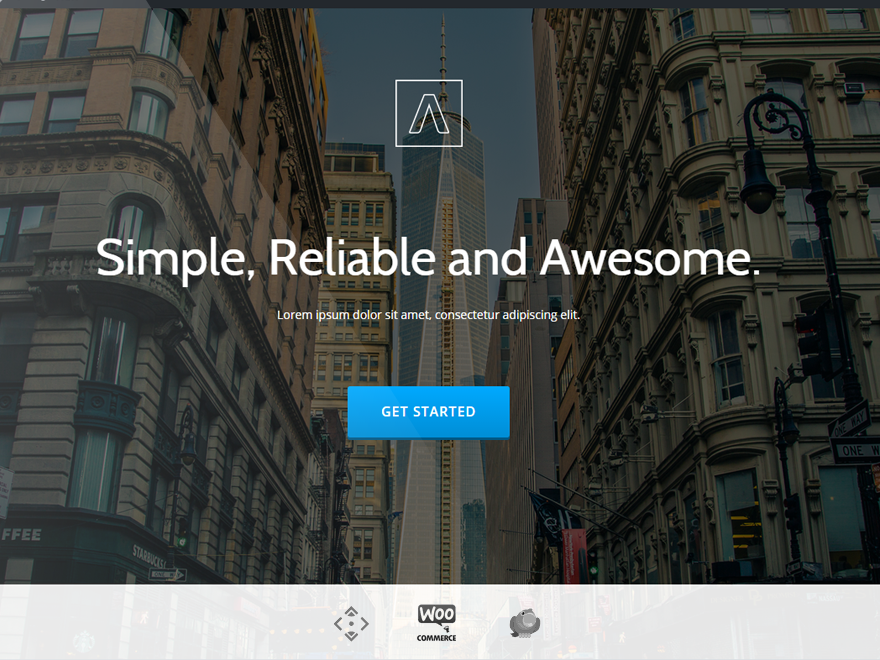 Simple, Reliable and Awesome.
Lorem ipsum dolor sit amet, consectetur adipiscing elit.
GET STARTED
ONE WAY
ONE W
FFEE
STARBUCKS
WOO
COMMERCE